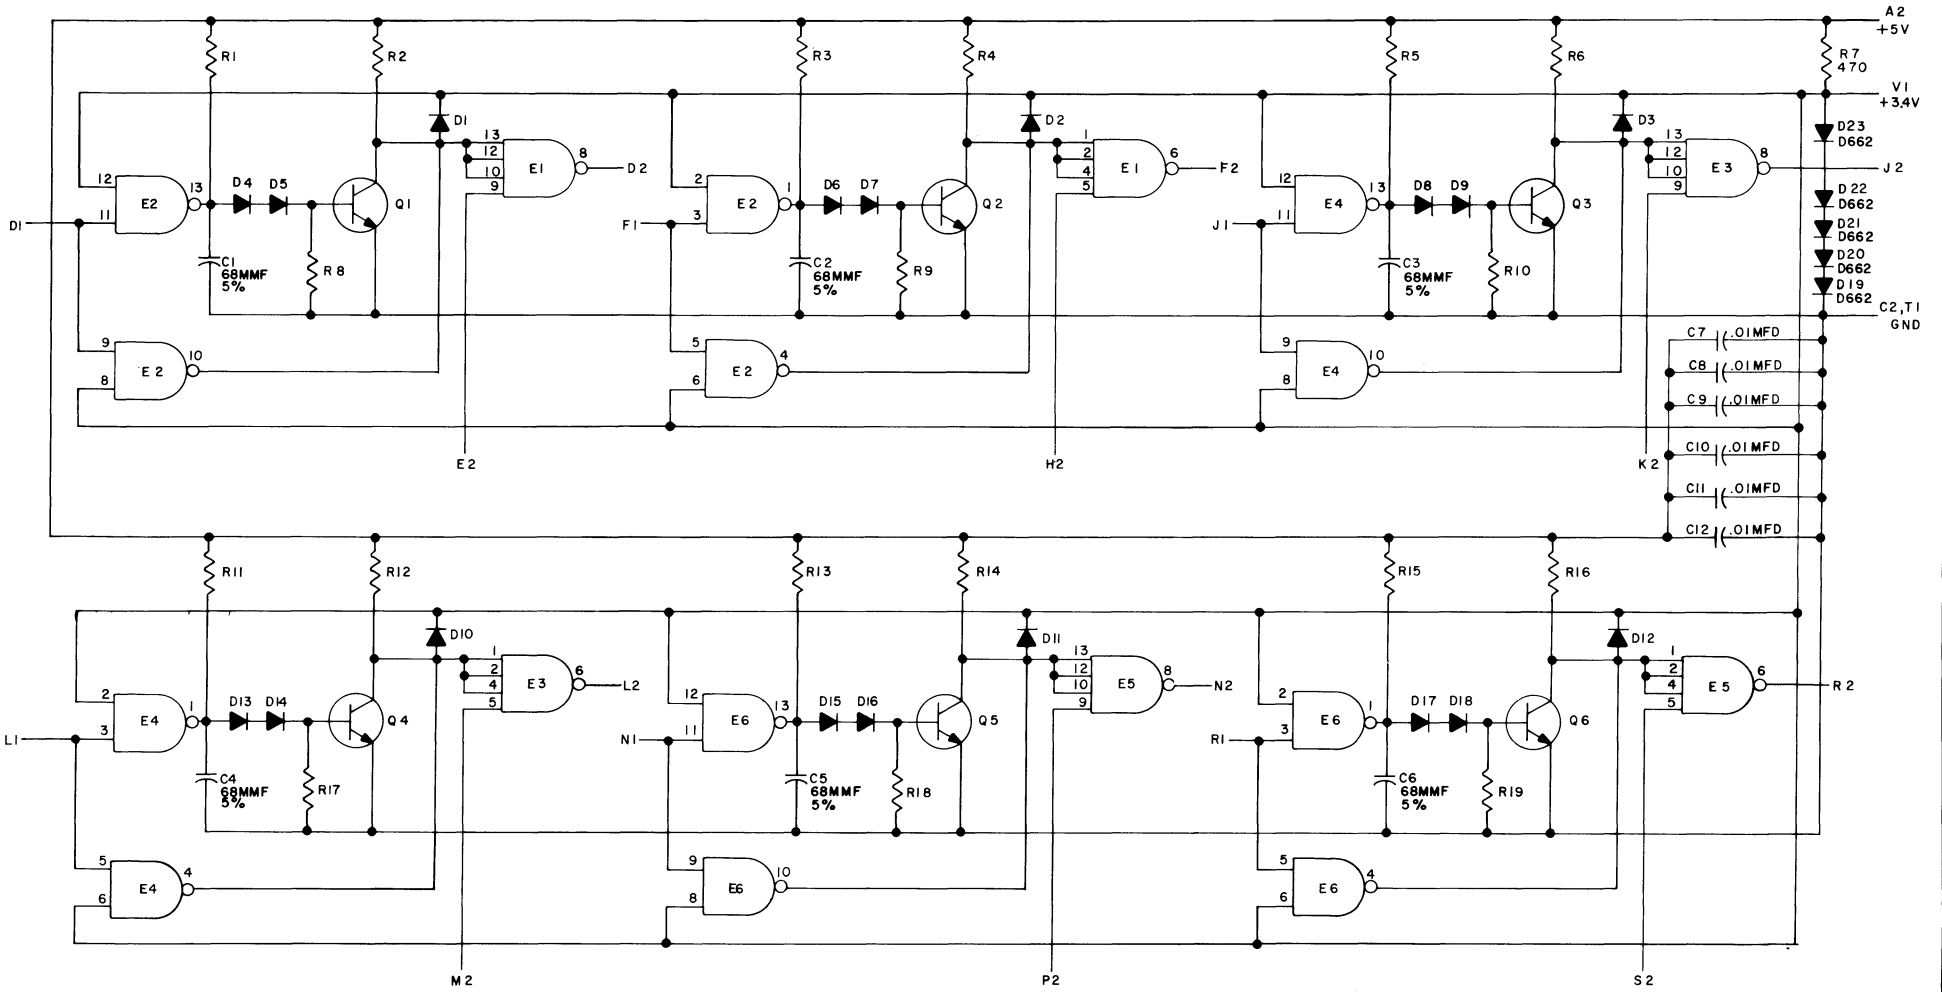 A2
+5V
R1
R2
R3
R4
R5
R6
R7
470
V1
+3.4V
D1
D2
D3
D23
D662
13
12
10
9
E1
8
D2
1
2
4
5
E1
6
F2
13
12
10
9
E3
8
J2
12
11
E2
13
D4
D5
Q1
2
3
E2
1
D6
D7
Q2
12
11
E4
13
D8
D9
Q3
D22
D662
D21
D662
D20
D662
D19
D662
D1
F1
J1
C1
68MMF
5%
R8
C2
68MMF
5%
R9
C3
68MMF
5%
R10
C2,T1
GND
9
8
E2
10
5
6
E2
4
9
8
E4
10
C7 .01MFD
C8 .01MFD
C9 .01MFD
C10 .01MFD
C11 .01MFD
C12 .01MFD
E2
H2
K2
R11
R12
R13
R14
R15
R16
D10
D11
D12
1
2
4
5
E3
6
L2
13
12
10
9
E5
8
N2
1
2
4
5
E5
6
R2
2
3
E4
1
D13
D14
Q4
12
11
E6
13
D15
D16
Q5
2
3
E6
1
D17
D18
Q6
L1
N1
R1
C4
68MMF
5%
R17
C5
68MMF
5%
R18
C6
68MMF
5%
R19
5
6
E4
4
9
8
E6
10
5
6
E6
4
M2
P2
S2